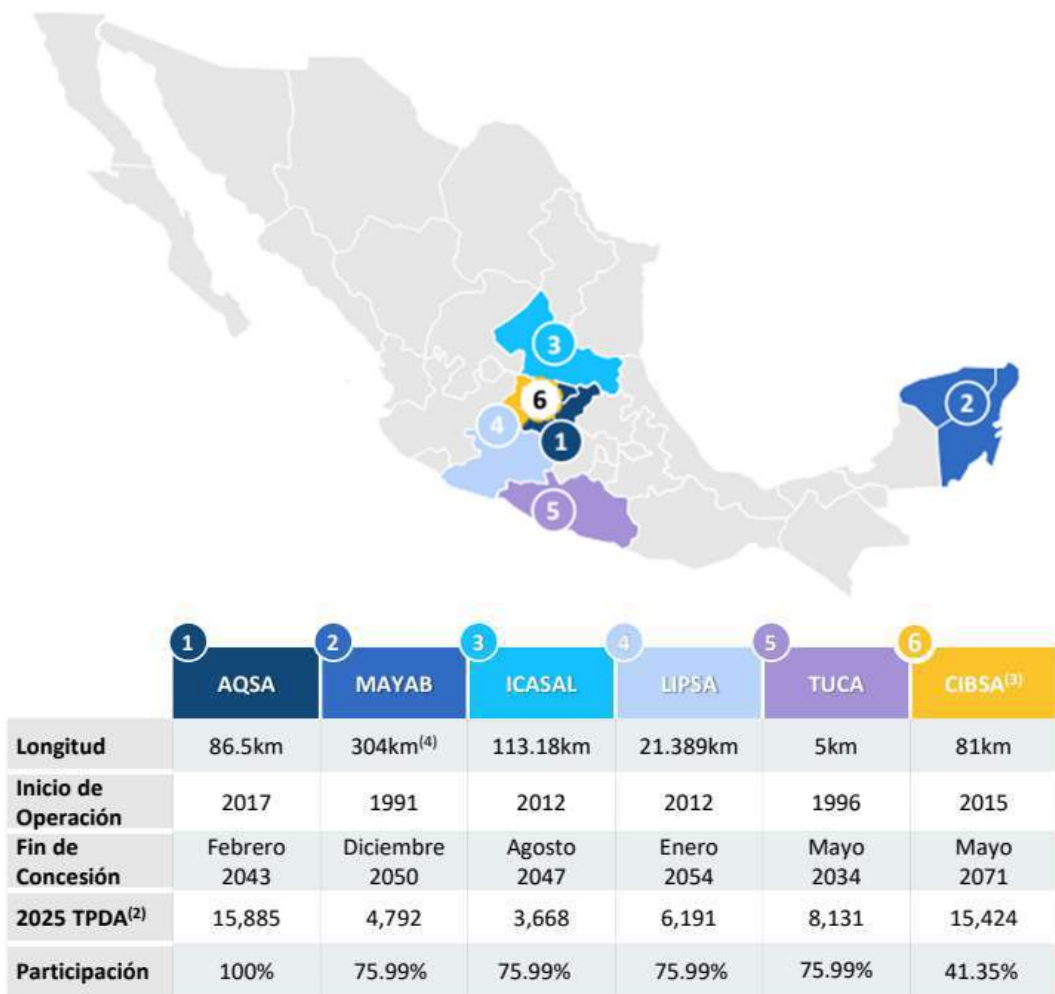 3
6
4
1
5
2
1 2 3 4 5 6
AQSA MAYAB ICASAL LIPSA TUCA CIBSA(3)
Longitud 86.5km 304km(4) 113.18km 21.389km 5km 81km
Inicio de
Operación 2017 1991 2012 2012 1996 2015
Fin de Febrero Diciembre Agosto Enero Mayo Mayo
Concesión 2043 2050 2047 2054 2034 2071
2025 TPDA(2) 15,885 4,792 3,668 6,191 8,131 15,424
Participación 100% 75.99% 75.99% 75.99% 75.99% 41.35%